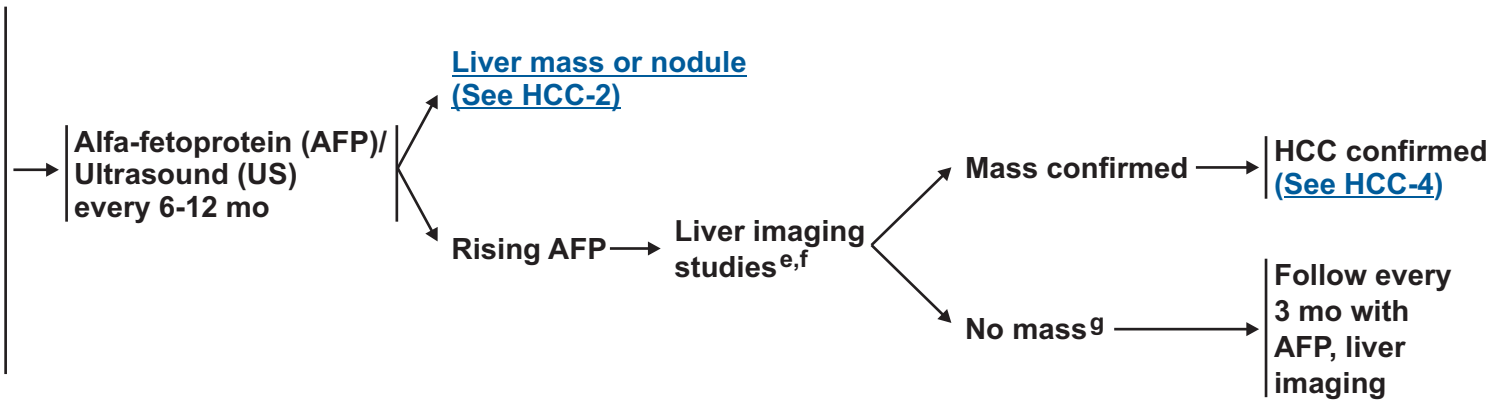 Alfa-fetoprotein (AFP)/
Ultrasound (US)
every 6-12 mo
Liver mass or nodule
(See HCC-2)
Rising AFP
Liver imaging
studies e,f
Mass confirmed
HCC confirmed
(See HCC-4)
No mass g
Follow every
3 mo with
AFP, liver
imaging